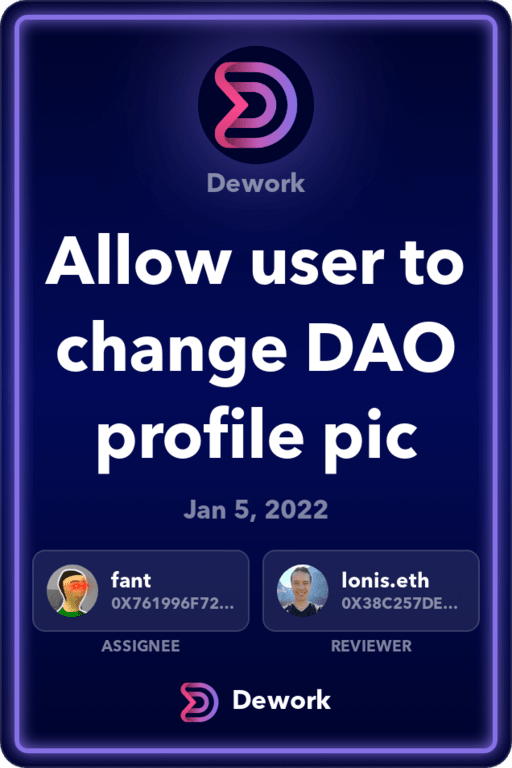 Dework
Allow user to
change DAO
profile pic
Jan 5, 2022
fant
0X761996F72...
lonis.eth
0X38C257DE...
ASSIGNEE
REVIEWER
Dework